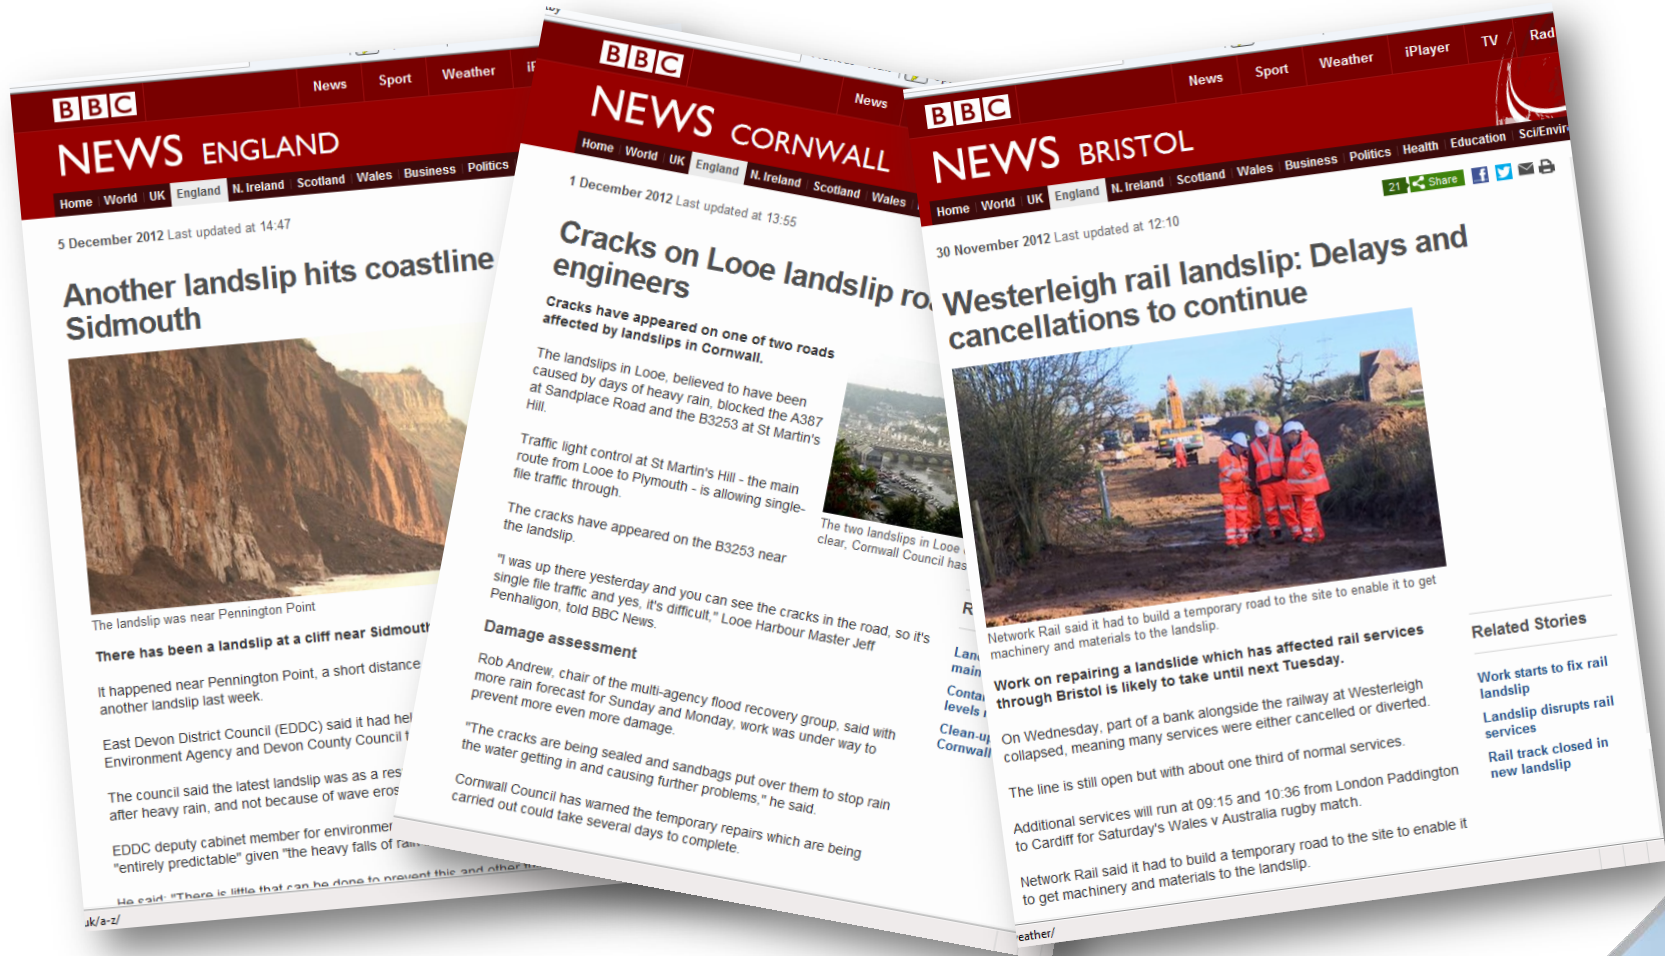 BBC
News
Sport
Weather
NEWS ENGLAND
Home
World
UK
England
N. Ireland
Scotland
Wales
Business
Politics
5 December 2012 Last updated at 14:47
Another landslip hits coastline
Sidmouth
The landslip was near Pennington Point
There has been a landslip at a cliff near Sidmouth
It happened near Pennington Point, a short distance
another landslip last week.
East Devon District Council (EDDC) said it had
Environment Agency and Devon County Council
The council said the latest landslip was as a
after heavy rain, and not because of wave
EDDC deputy cabinet member for
"entirely predictable" given "the heavy falls of
He said: "There is little that can be done to prevent this and other
uk/a-z/
BBC
News
NEWS CORNWALL
Home
World
UK
England
N. Ireland
Scotland
Wales
1 December 2012 Last updated at 13:55
Cracks on Looe landslip
engineers
Cracks have appeared on one of two roads
affected by landslips in Cornwall.
The landslips in Looe, believed to have been
caused by days of heavy rain, blocked the A387
at Sandplace Road and the B3253 at St Martin's
Hill.
Traffic light control at St Martin's Hill - the main
route from Looe to Plymouth - is allowing single-
file traffic through.
The cracks have appeared on the B3253 near
the landslip.
The two landslips in Looe
clear, Cornwall Council has
"I was up there yesterday and you can see the cracks in the road, so it's
single file traffic and yes, it's difficult," Looe Harbour Master Jeff
Penhaligon, told BBC News.
Damage assessment
Rob Andrew, chair of the multi-agency flood recovery group, said with
more rain forecast for Sunday and Monday, work was under way to
prevent more even more damage.
"The cracks are being sealed and sandbags put over them to stop rain
the water getting in and causing further problems," he said.
Cornwall Council has warned the temporary repairs which are being
carried out could take several days to complete.
main
levels
Clean-up
Cornwall
BBC
News
Sport
Weather
iPlayer
TV
NEWS BRISTOL
Home
World
UK
England
N. Ireland
Scotland
Wales
Business
Politics
Health
Education
30 November 2012 Last updated at 12:10
21
Share
Westerleigh rail landslip: Delays and
cancellations to continue
Network Rail said it had to build a temporary road to the site to enable it to get
machinery and materials to the landslip.
Work on repairing a landslide which has affected rail services
through Bristol is likely to take until next Tuesday.
On Wednesday, part of a bank alongside the railway at Westerleigh
collapsed, meaning many services were either cancelled or diverted.
The line is still open but with about one third of normal services.
Additional services will run at 09:15 and 10:36 from London Paddington
to Cardiff for Saturday's Wales v Australia rugby match.
Network Rail said it had to build a temporary road to the site to enable it
to get machinery and materials to the landslip.
Related Stories
Work starts to fix rail
landslip
Landslip disrupts rail
services
Rail track closed in
new landslip
eather/